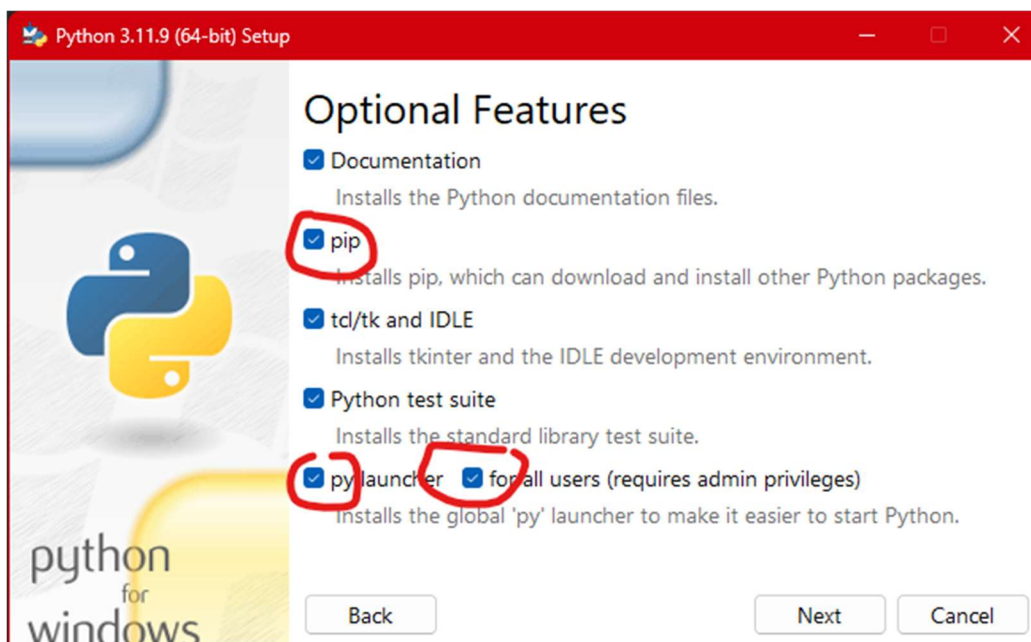 Python 3.11.9 (64-bit) Setup
Optional Features
Documentation
Installs the Python documentation files.
pip
Installs pip, which can download and install other Python packages.
tcl/tk and IDLE
Installs tkinter and the IDLE development environment.
Python test suite
Installs the standard library test suite.
py launcher for all users (requires admin privileges)
Installs the global 'py' launcher to make it easier to start Python.
python
for
windows
Back Next Cancel